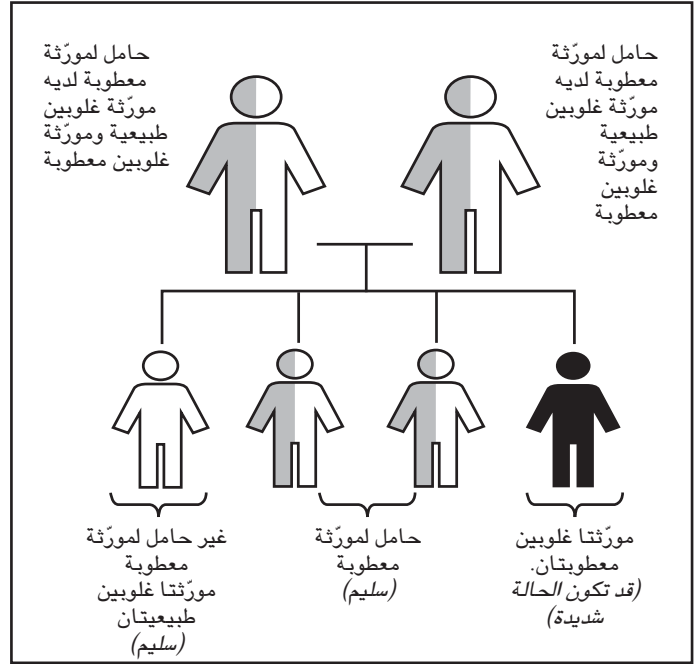 حامل لمورّثة
معطوبة لديه
مورّثة غلوبين
طبيعية
ومورّثة
غلوبين
معطوبة
حامل لمورّثة
معطوبة لديه
مورّثة غلوبين
طبيعية ومورّثة
غلوبين معطوبة
مورّثتا غلوبين
معطوبتان.
(قد تكون الحالة
شديدة)
حامل لمورّثة
معطوبة
(سليم)
غير حامل لمورّثة
معطوبة
مورّثتا غلوبين
طبيعيتان
(سليم)